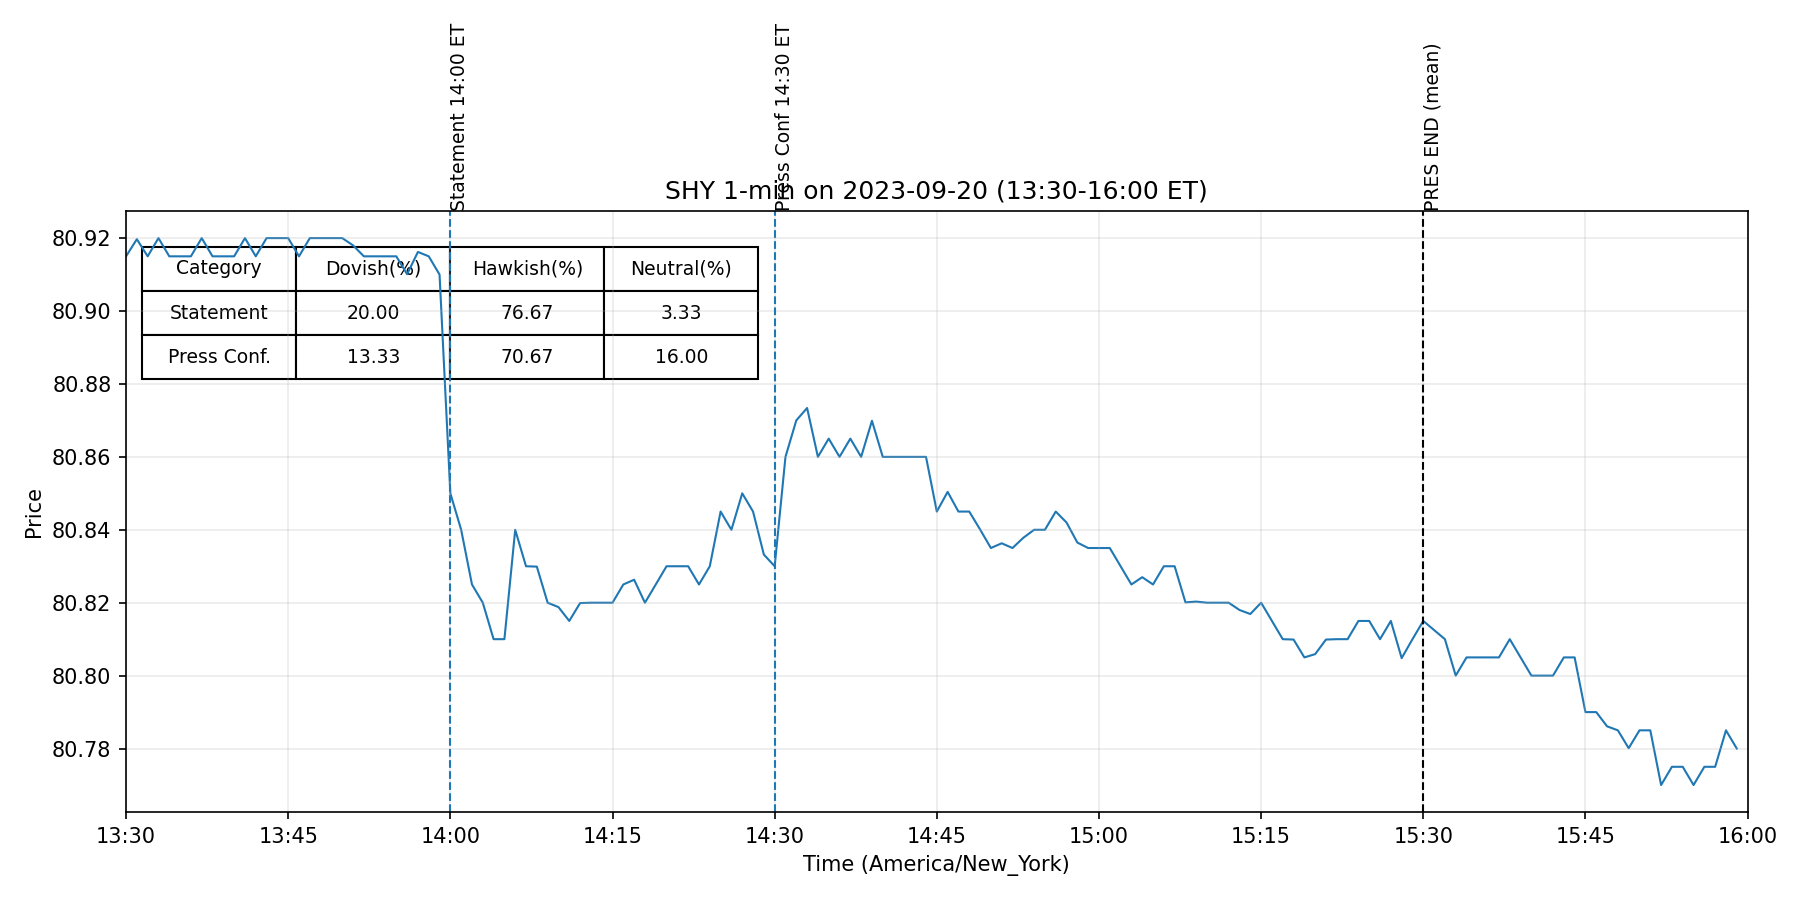 Statement 14:00 ET
Press Conf 14:30 ET
PRES END (mean)
SHY 1-min on 2023-09-20 (13:30-16:00 ET)
Price
80.92
80.90
80.88
80.86
80.84
80.82
80.80
80.78
Category Dovish(%) Hawkish(%) Neutral(%)
Statement 20.00 76.67 3.33
Press Conf. 13.33 70.67 16.00
13:30 13:45 14:00 14:15 14:30 14:45 15:00 15:15 15:30 15:45 16:00
Time (America/New_York)